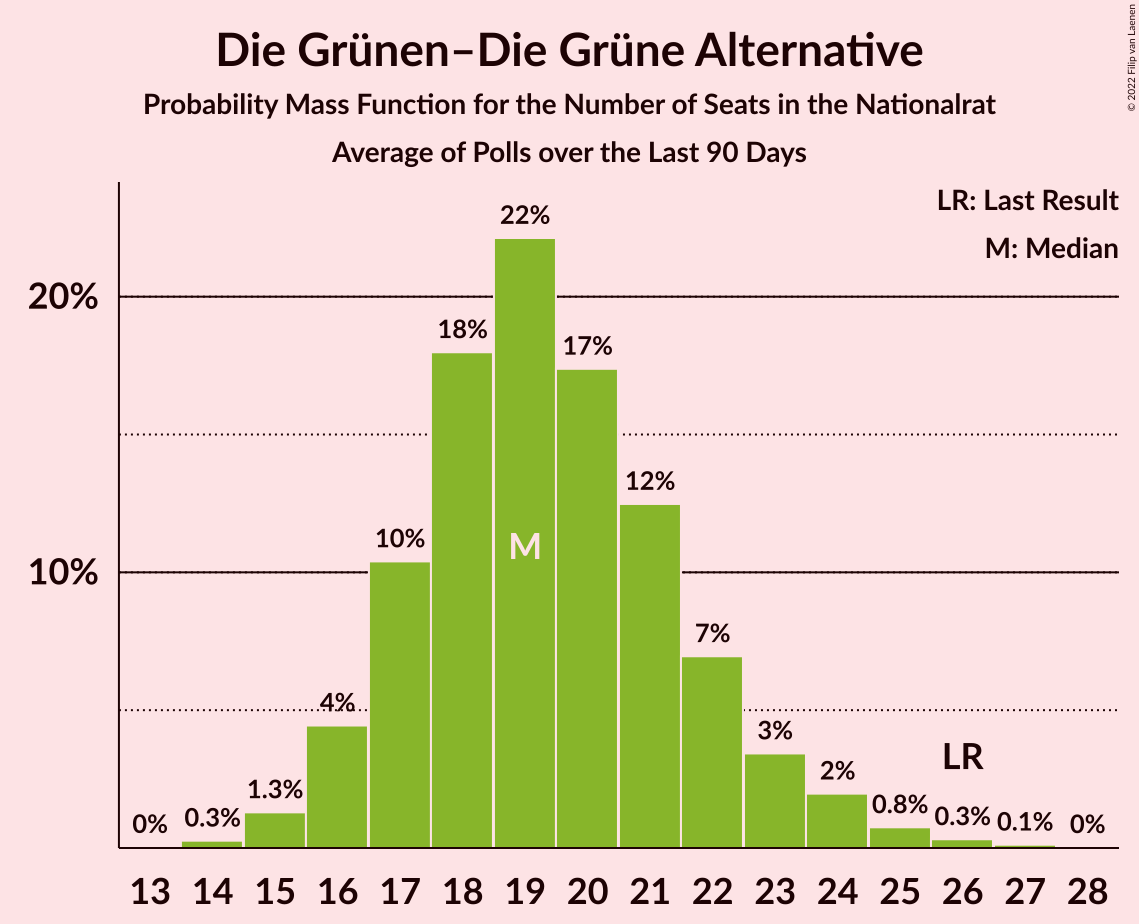 Die Grünen–Die Grüne Alternative
Probability Mass Function for the Number of Seats in the Nationalrat
Average of Polls over the Last 90 Days
© 2022 Filip van Laenen
LR: Last Result
M: Median
22%
20%
18%
17%
12%
M
10%
10%
7%
4%
3%
LR
2%
1.3%
0.8%
0% 0.3% 0.3% 0.1% 0%
13 14 15 16 17 18 19 20 21 22 23 24 25 26 27 28